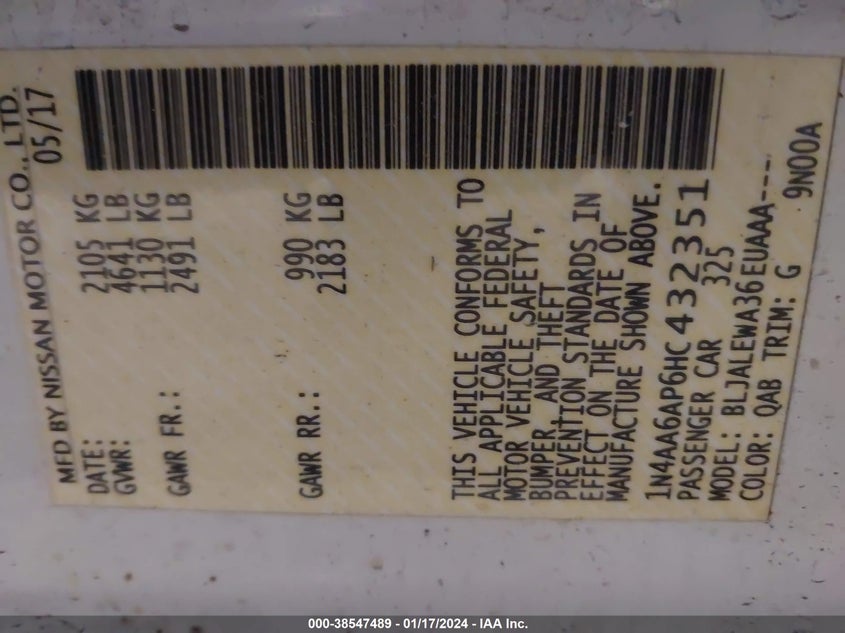 MFD BY NISSAN MOTOR CO., LTD.
DATE: 05/17
GVWR: 2105 KG
4641 LB
GAWR FR.: 1130 KG
2491 LB
GAWR RR.: 990 KG
2183 LB
THIS VEHICLE CONFORMS TO
ALL APPLICABLE FEDERAL
MOTOR VEHICLE SAFETY,
BUMPER, AND THEFT
PREVENTION STANDARDS IN
EFFECT ON THE DATE OF
MANUFACTURE SHOWN ABOVE.
1N4AA6AP6HC432351
PASSENGER CAR 325
MODEL: BLJALEWA36EUAAA----
COLOR: QAB TRIM: G 9N00A
000-38547489 - 01/17/2024 - IAA Inc.